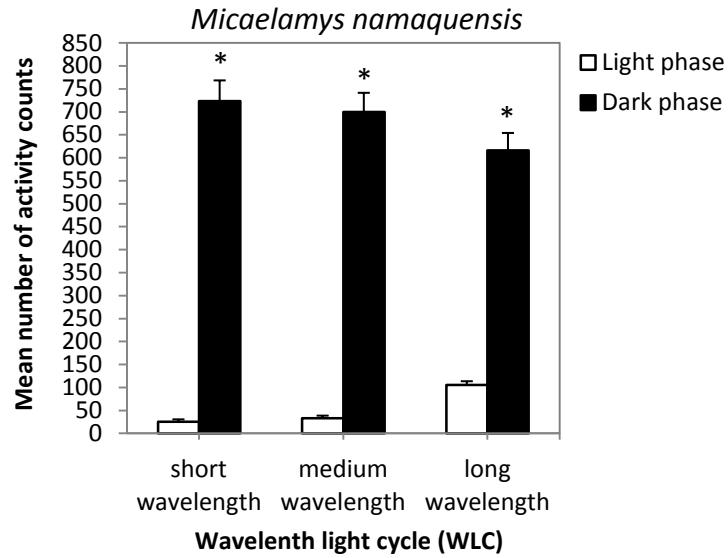 Micaelamys namaquensis
Mean number of activity counts
850
800
750
700
650
600
550
500
450
400
350
300
250
200
150
100
50
0
*
*
*
Light phase
Dark phase
short
wavelength
medium
wavelength
long
wavelength
Wavelenth light cycle (WLC)